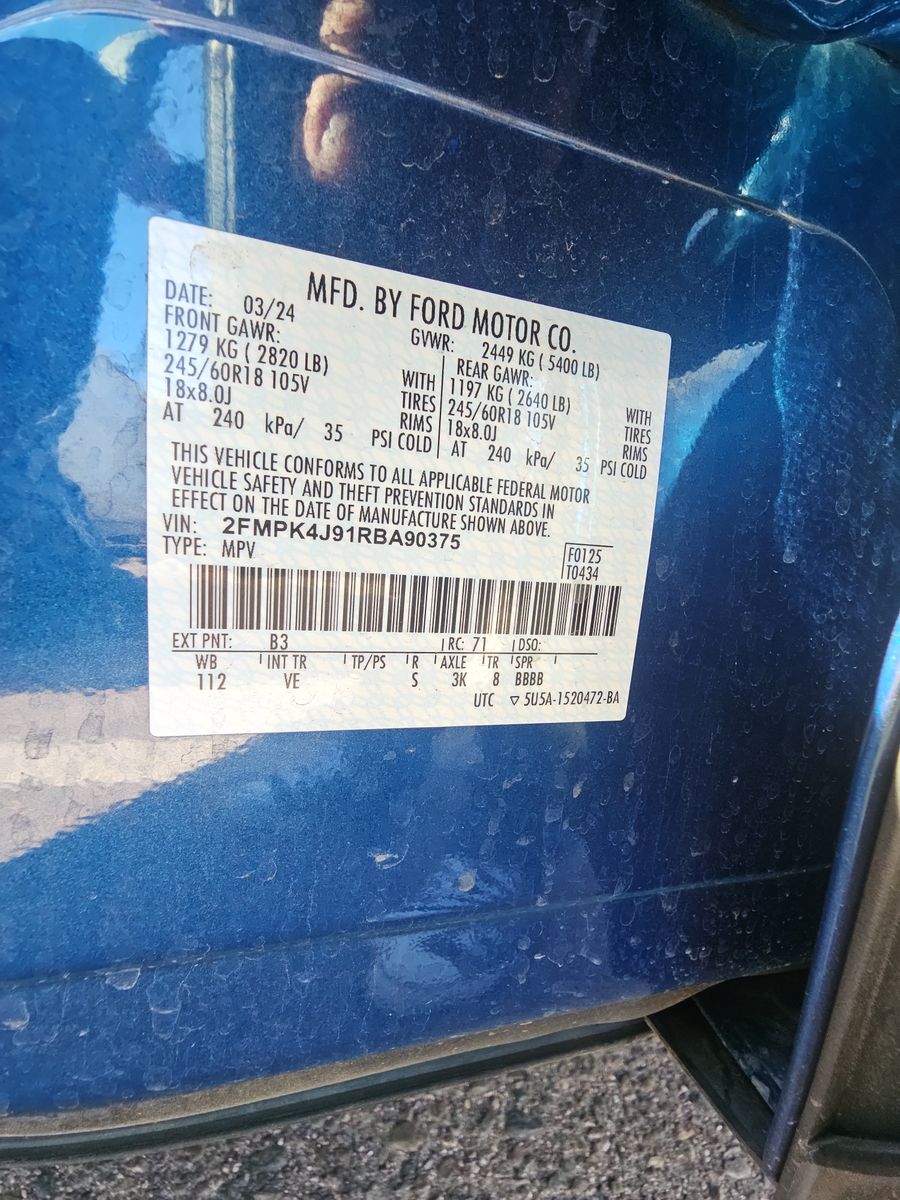 MFD. BY FORD MOTOR CO.
DATE: 03/24 GVWR: 2449 KG ( 5400 LB)
FRONT GAWR: REAR GAWR:
1279 KG ( 2820 LB) WITH 1197 KG ( 2640 LB) WITH
245/60R18 105V TIRES 245/60R18 105V TIRES
18x8.0J RIMS 18x8.0J RIMS
AT 240 kPa/ 35 PSI COLD AT 240 kPa/ 35 PSI COLD
THIS VEHICLE CONFORMS TO ALL APPLICABLE FEDERAL MOTOR
VEHICLE SAFETY AND THEFT PREVENTION STANDARDS IN
EFFECT ON THE DATE OF MANUFACTURE SHOWN ABOVE.
VIN: 2FMPK4J91RBA90375
TYPE: MPV F0125
T0434
EXT PNT: B3 RC: 71 DSO:
WB INT TR TP/PS R AXLE TR SPR
112 VE S 3K 8 BBBB
UTC ▽ 5U5A-1520472-BA